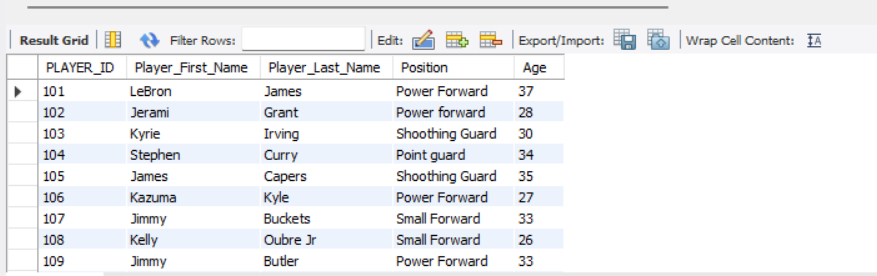 Result Grid Filter Rows: Edit: Export/Import: Wrap Cell Content: IA
PLAYER_ID Player_First_Name Player_Last_Name Position Age
101 LeBron James Power Forward 37
102 Jerami Grant Power forward 28
103 Kyrie Irving Shoothing Guard 30
104 Stephen Curry Point guard 34
105 James Capers Shoothing Guard 35
106 Kazuma Kyle Power Forward 27
107 Jimmy Buckets Small Forward 33
108 Kelly Oubre Jr Small Forward 26
109 Jimmy Butler Power Forward 33